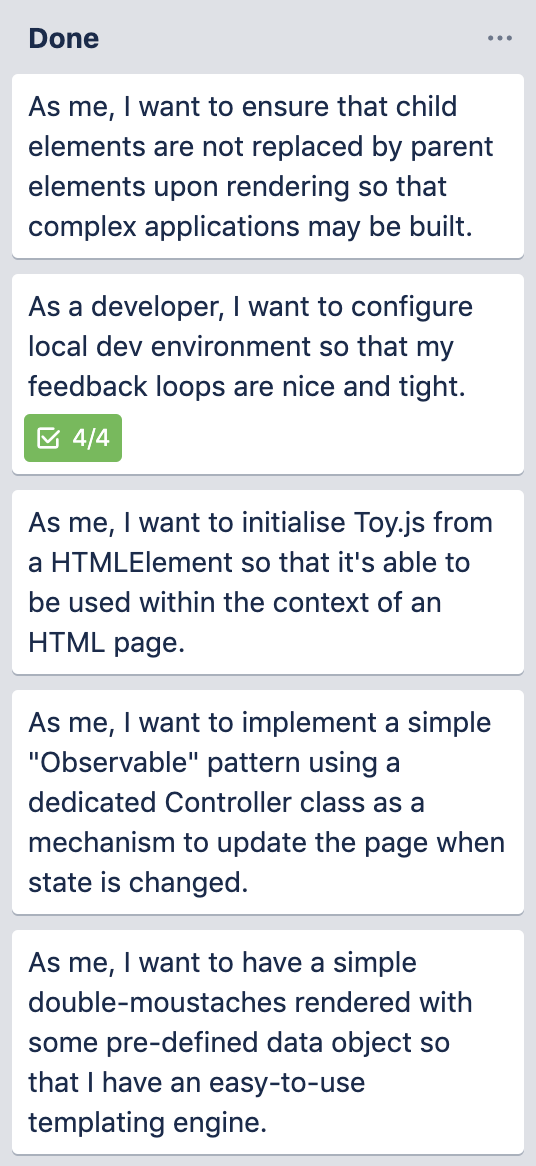 Done
As me, I want to ensure that child
elements are not replaced by parent
elements upon rendering so that
complex applications may be built.
As a developer, I want to configure
local dev environment so that my
feedback loops are nice and tight.
4/4
As me, I want to initialise Toy.js from
a HTMLElement so that it's able to
be used within the context of an
HTML page.
As me, I want to implement a simple
"Observable" pattern using a
dedicated Controller class as a
mechanism to update the page when
state is changed.
As me, I want to have a simple
double-moustaches rendered with
some pre-defined data object so
that I have an easy-to-use
templating engine.